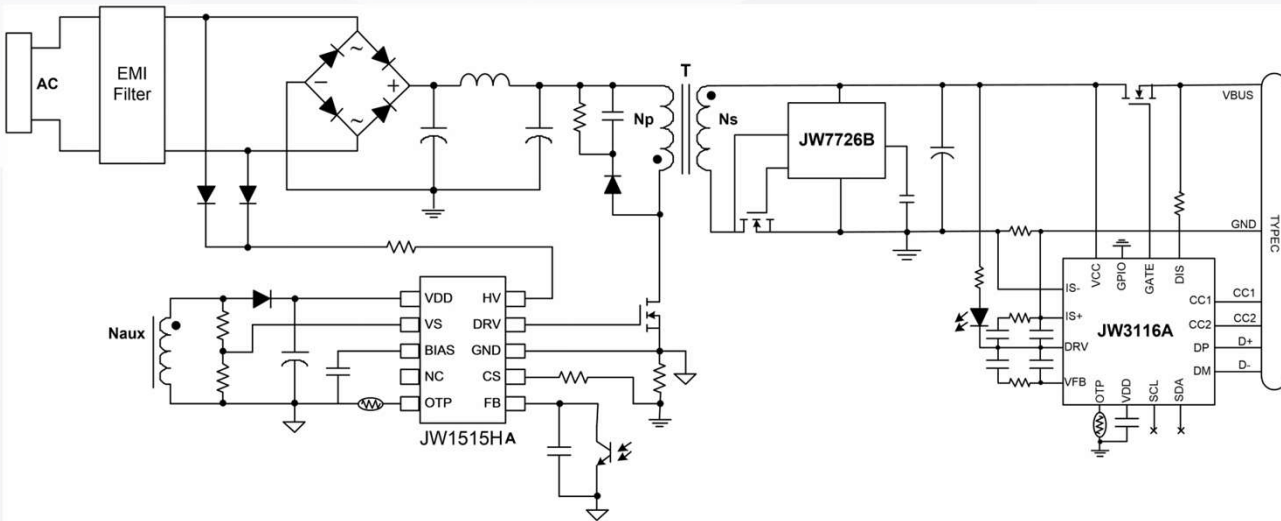 AC
EMI
Filter
~
~
−
+
T
Np
Ns
JW7726B
VBUS
GND
TYPEC
VCC
GPIO
GATE
DIS
IS-
IS+
DRV
VFB
JW3116A
CC1
CC1
CC2
CC2
DP
D+
DM
D-
OTP
VDD
SCL
SDA
Naux
VDD
HV
VS
DRV
BIAS
GND
NC
CS
OTP
FB
JW1515HA